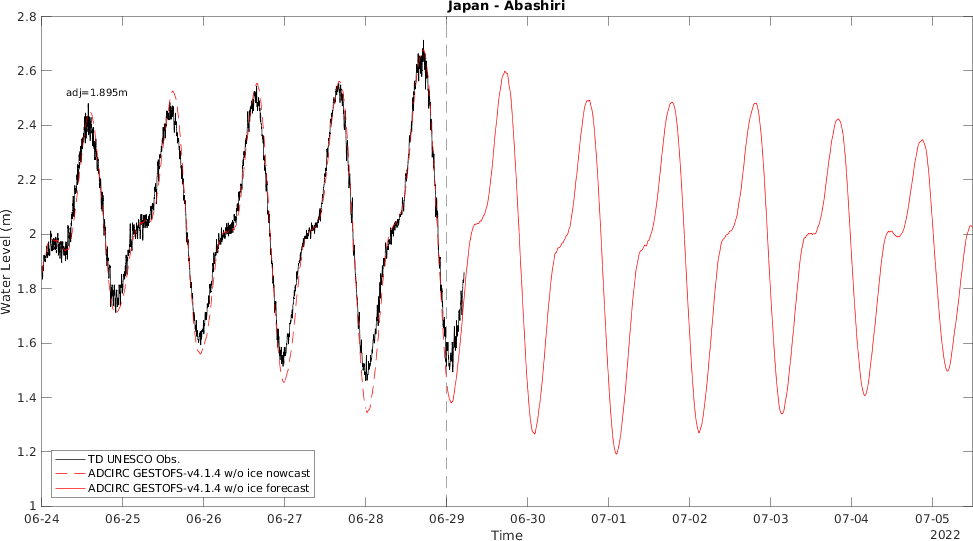 Japan - Abashiri
2.8
2.6
2.4
2.2
2
1.8
1.6
1.4
1.2
1
Water Level (m)
adj=1.895m
TD UNESCO Obs.
ADCIRC GESTOFS-v4.1.4 w/o ice nowcast
ADCIRC GESTOFS-v4.1.4 w/o ice forecast
06-24 06-25 06-26 06-27 06-28 06-29 06-30 07-01 07-02 07-03 07-04 07-05
Time
2022